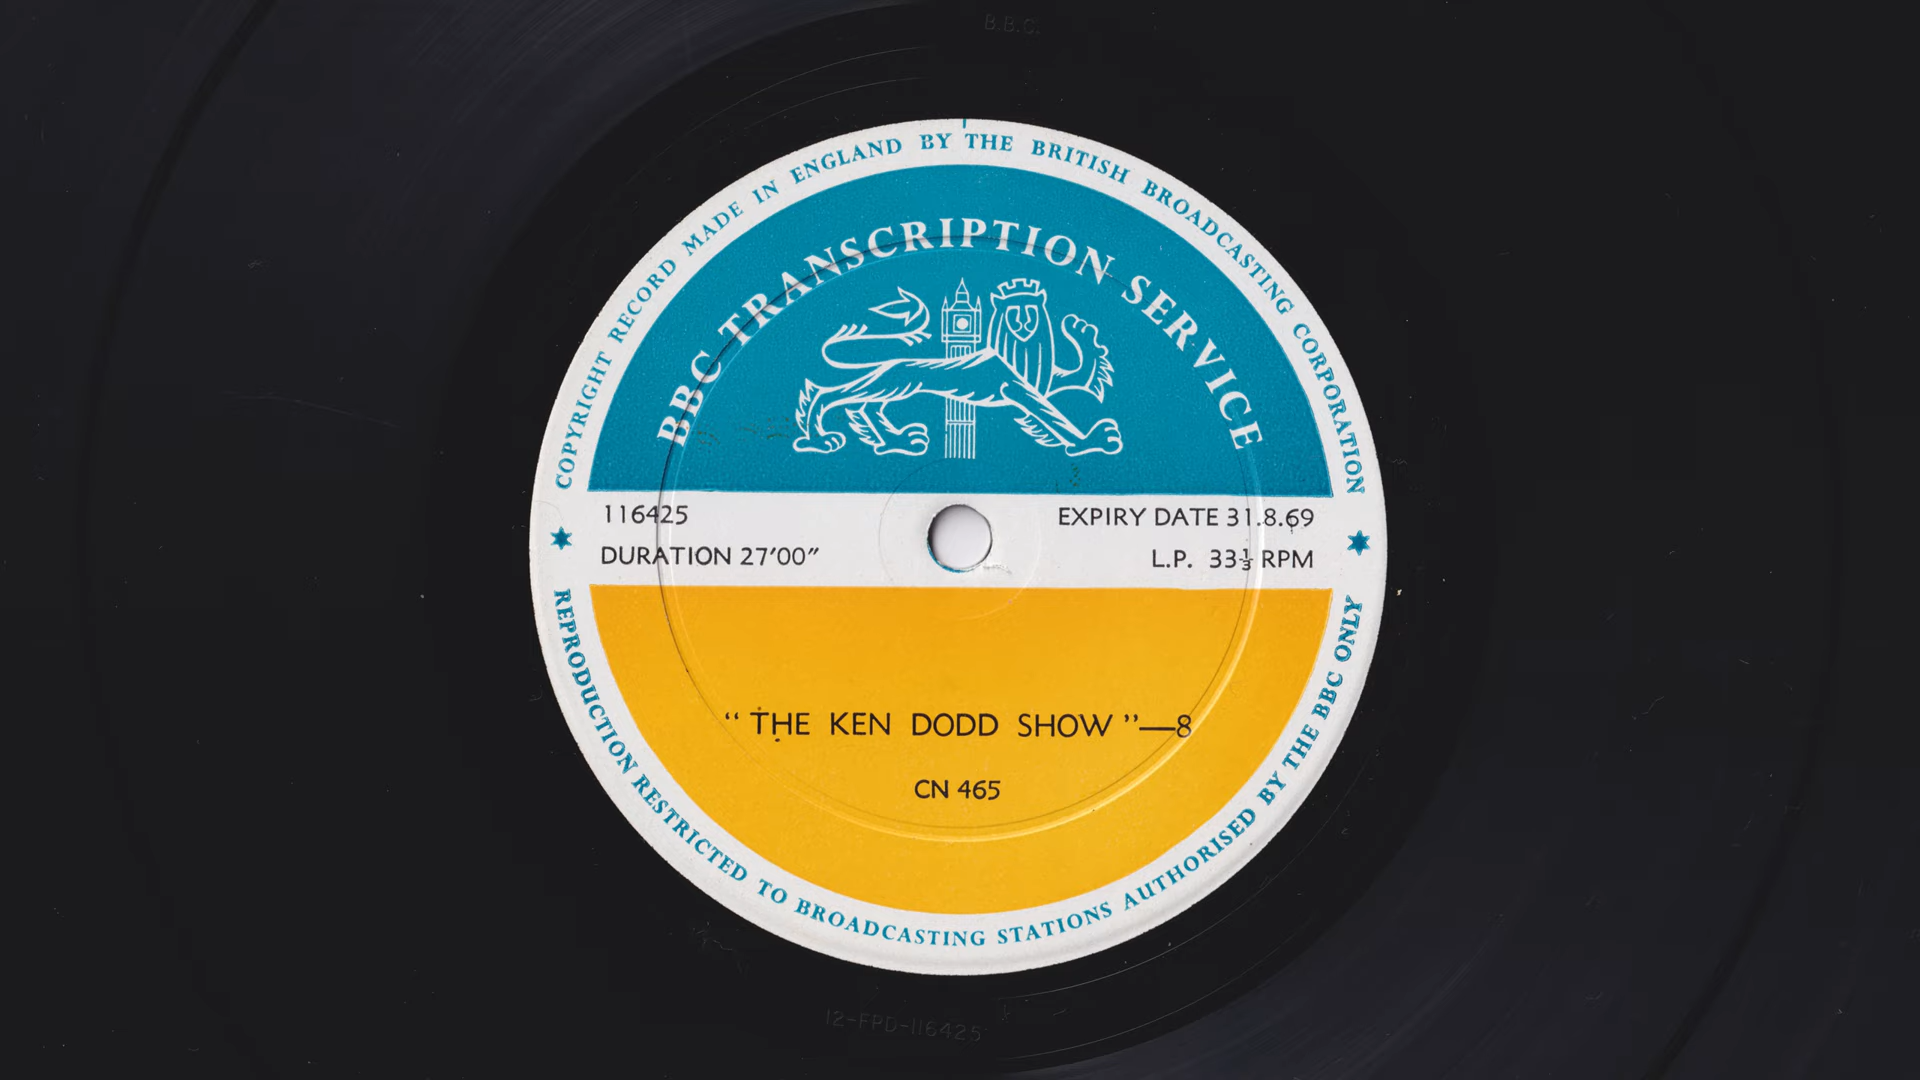 B.B.C.
COPYRIGHT RECORD MADE IN ENGLAND BY THE BRITISH BROADCASTING CORPORATION
BBC TRANSCRIPTION SERVICE
116425
EXPIRY DATE 31.8.69
DURATION 27′00″
L.P. 33⅓ RPM
“ THE KEN DODD SHOW ”—8
CN 465
REPRODUCTION RESTRICTED TO BROADCASTING STATIONS AUTHORISED BY THE BBC ONLY
12-FPD-116425